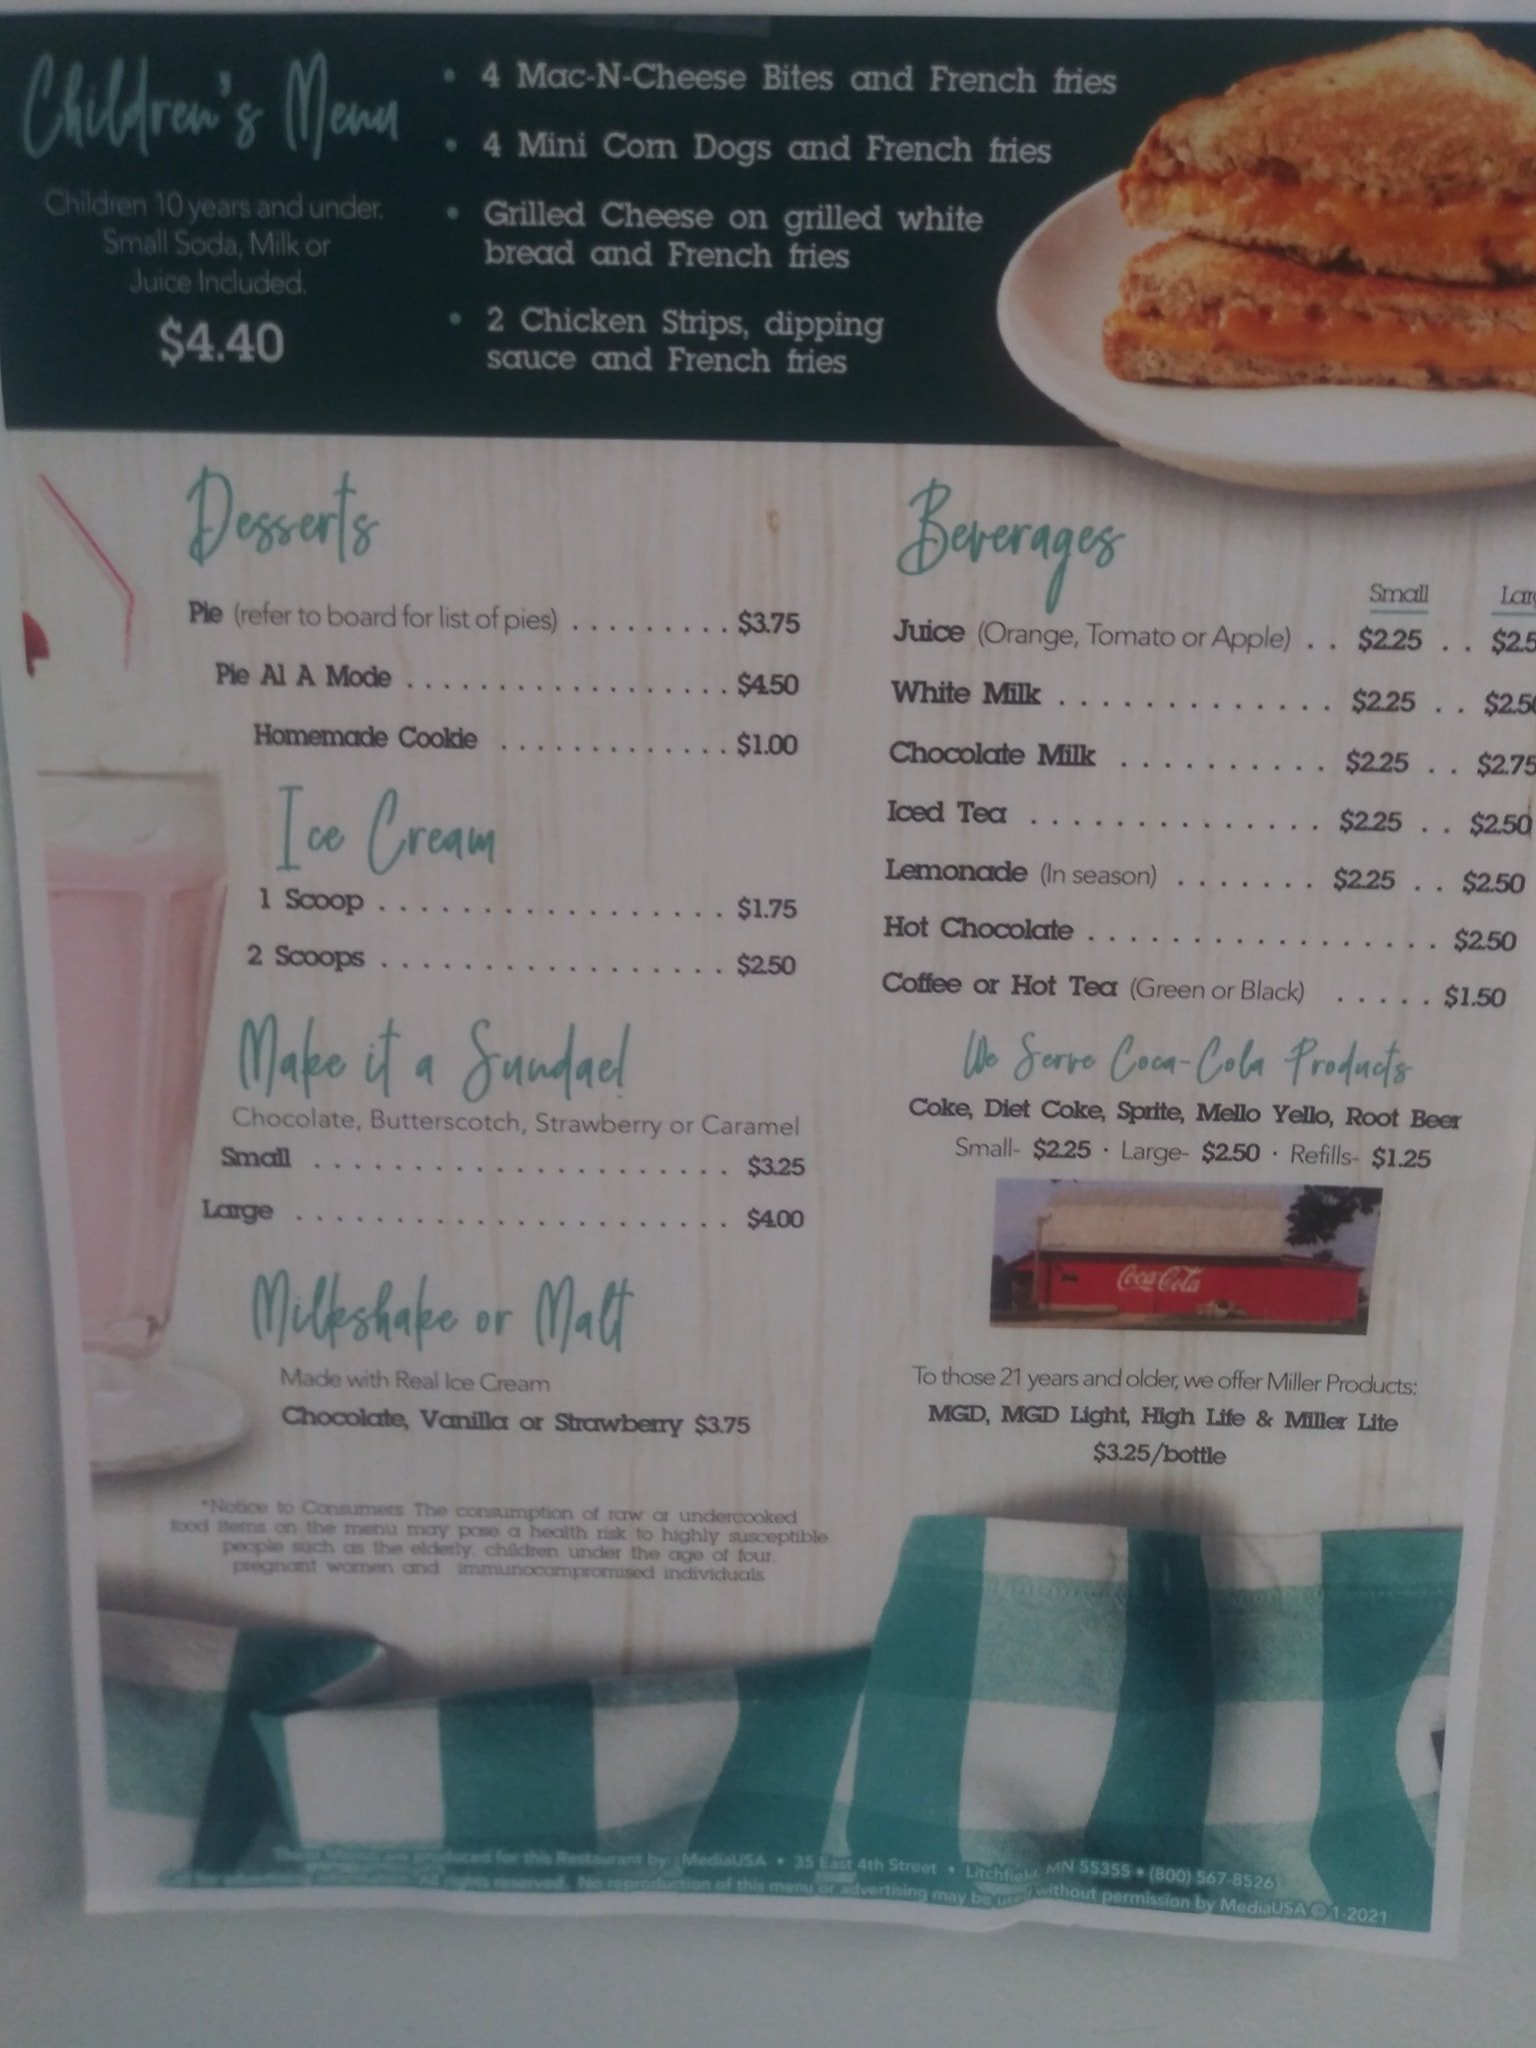 Children's Menu
Children 10 years and under.
Small Soda, Milk or
Juice Included.
$4.40
• 4 Mac-N-Cheese Bites and French fries
• 4 Mini Corn Dogs and French fries
• Grilled Cheese on grilled white
bread and French fries
• 2 Chicken Strips, dipping
sauce and French fries
Desserts
Pie (refer to board for list of pies) . . . . . . . . . $3.75
Pie Al A Mode . . . . . . . . . . . . . . . . . . . $4.50
Homemade Cookie . . . . . . . . . . . . . $1.00
Ice Cream
1 Scoop . . . . . . . . . . . . . . . . . . . . $1.75
2 Scoops . . . . . . . . . . . . . . . . . . . . $2.50
Make it a Sundae!
Chocolate, Butterscotch, Strawberry or Caramel
Small . . . . . . . . . . . . . . . . . . . . . . $3.25
Large . . . . . . . . . . . . . . . . . . . . . . $4.00
Milkshake or Malt
Made with Real Ice Cream
Chocolate, Vanilla or Strawberry $3.75
*Notice to Consumers The consumption of raw or undercooked
food items on the menu may pose a health risk to highly susceptible
people such as the elderly, children under the age of four,
pregnant women and immunocompromised individuals
Beverages
Small
Juice (Orange, Tomato or Apple) . . $2.25 . . $2.5
White Milk . . . . . . . . . . . . . . $2.25 . . $2.50
Chocolate Milk . . . . . . . . . . . $2.25 . . $2.75
Iced Tea . . . . . . . . . . . . . . . $2.25 . . $2.50
Lemonade (In season) . . . . . . . $2.25 . . $2.50
Hot Chocolate . . . . . . . . . . . . . . . . . . $2.50
Coffee or Hot Tea (Green or Black) . . . . . $1.50
We Serve Coca-Cola Products
Coke, Diet Coke, Sprite, Mello Yello, Root Beer
Small- $2.25 · Large- $2.50 · Refills- $1.25
Coca-Cola
To those 21 years and older, we offer Miller Products:
MGD, MGD Light, High Life & Miller Lite
$3.25/bottle
produced for this Restaurant by: MediaUSA • 35 East 4th Street • Litchfield, MN 55355 • (800) 567-8526
All rights reserved. No reproduction of this menu or advertising may be used without permission by MediaUSA © 1-2021